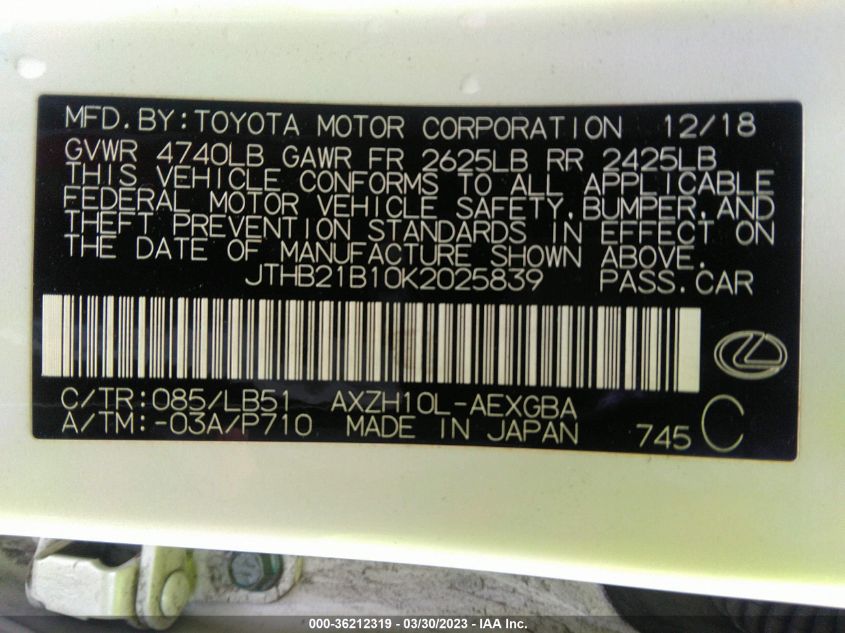 MFD.BY:TOYOTA MOTOR CORPORATION 12/18
GVWR 4740LB GAWR FR 2625LB RR 2425LB
THIS VEHICLE CONFORMS TO ALL APPLICABLE
FEDERAL MOTOR VEHICLE SAFETY,BUMPER,AND
THEFT PREVENTION STANDARDS IN EFFECT ON
THE DATE OF MANUFACTURE SHOWN ABOVE.
JTHB21B10K2025839 PASS.CAR
C/TR:085/LB51 AXZH10L-AEXGBA
A/TM:-03A/P710 MADE IN JAPAN 745 C
000-36212319 - 03/30/2023 - IAA Inc.